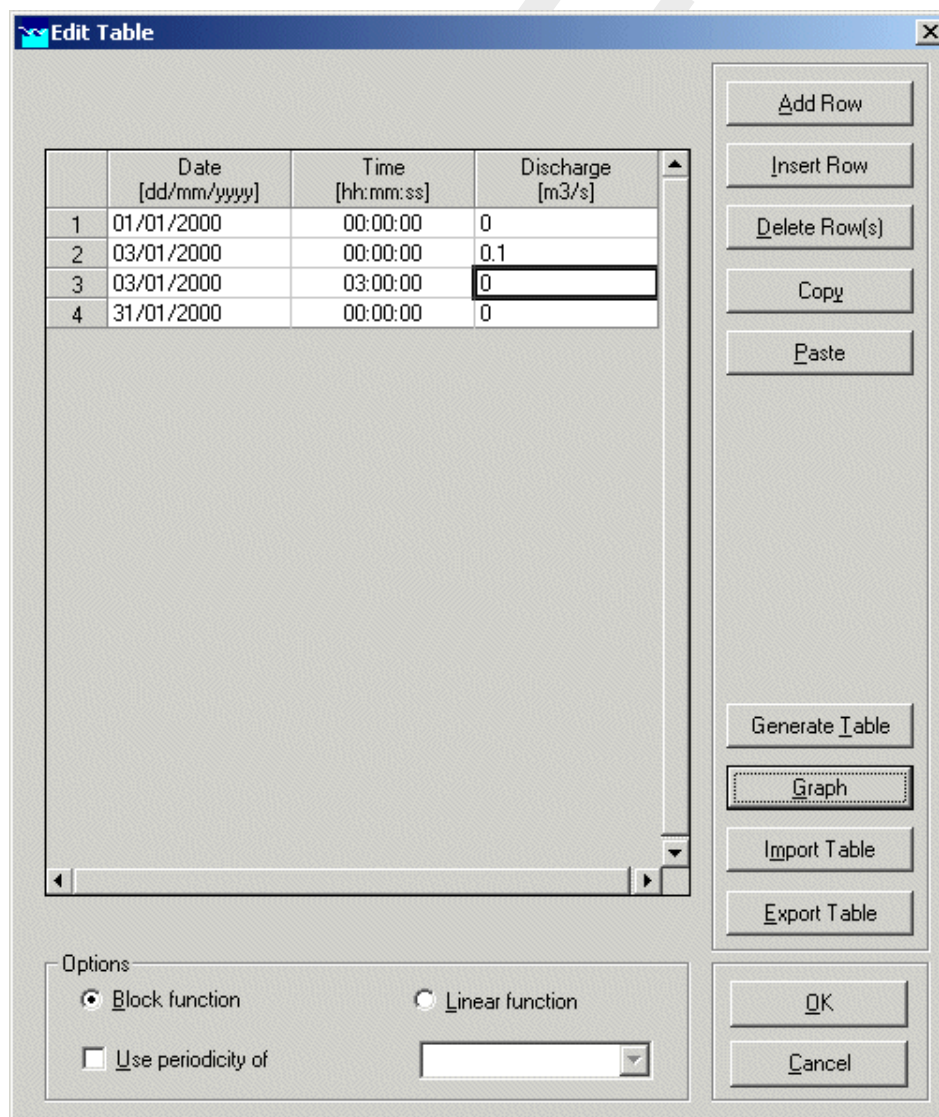 Edit Table
Date Time Discharge
[dd/mm/yyyy] [hh:mm:ss] [m3/s]
1 01/01/2000 00:00:00 0
2 03/01/2000 00:00:00 0.1
3 03/01/2000 03:00:00 0
4 31/01/2000 00:00:00 0
Add Row
Insert Row
Delete Row(s)
Copy
Paste
Generate Table
Graph
Import Table
Export Table
Options
Block function Linear function
Use periodicity of
OK
Cancel